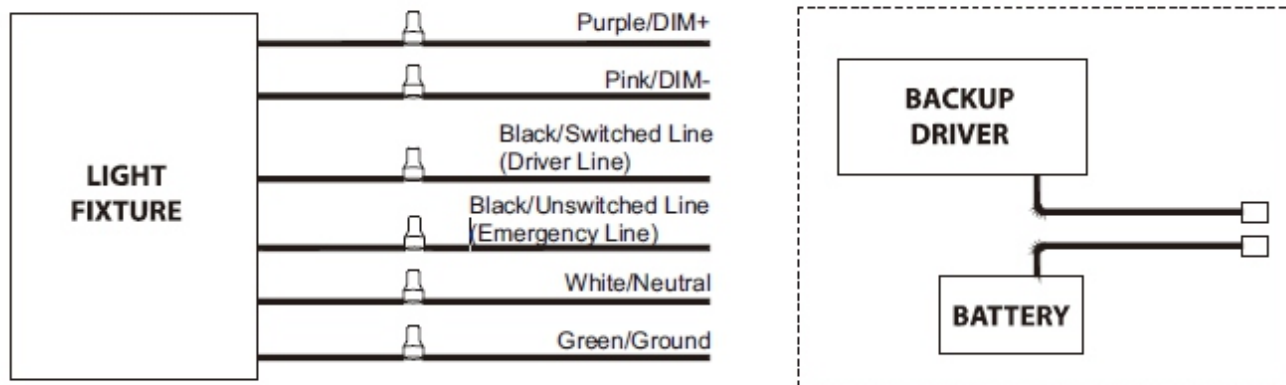 Purple/DIM+
Pink/DIM-
Black/Switched Line
(Driver Line)
Black/Unswitched Line
(Emergency Line)
White/Neutral
Green/Ground
LIGHT
FIXTURE
BACKUP
DRIVER
BATTERY